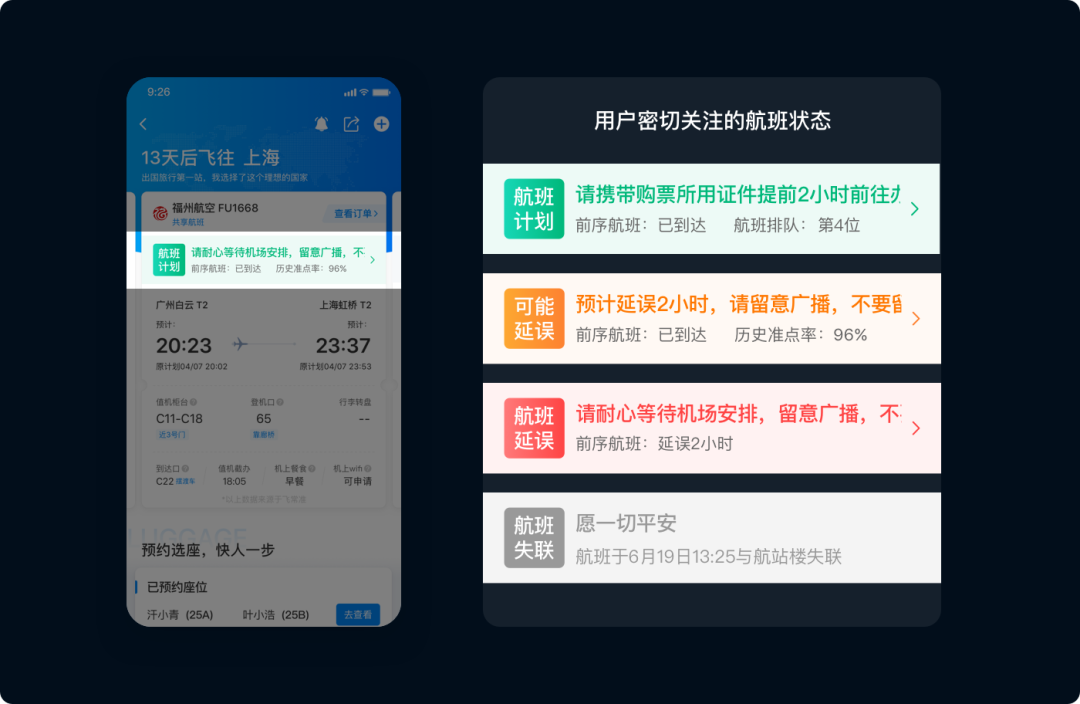 9:26
13天后飞往 上海
出国旅行第一站，我选择了这个理想的国家
福州航空 FU1668
共享航班
查看订单
航班计划
请耐心等待机场安排，留意广播，不
前序航班：已到达 历史准点率：96%
广州白云 T2 上海虹桥 T2
预计： 预计：
20:23 23:37
原计划04/07 20:02 原计划04/07 23:53
值机柜台 登机口 行李转盘
C11-C18 65 --
近3号门 靠廊桥
到达口 值机截办 机上餐食 机上wifi
C22 18:05 早餐 可申请
LUGGAGE
预约选座，快人一步
已预约座位
汗小青 (25A) 叶小浩 (25B) 去查看
用户密切关注的航班状态
航班计划
请携带购票所用证件提前2小时前往办
前序航班：已到达 航班排队：第4位
可能延误
预计延误2小时，请留意广播，不要留
前序航班：已到达 历史准点率：96%
航班延误
请耐心等待机场安排，留意广播，不
前序航班：延误2小时
航班失联
愿一切平安
航班于6月19日13:25与航站楼失联